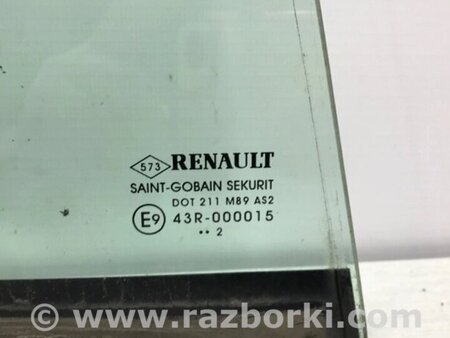 573 RENAULT
SAINT-GOBAIN SEKURIT
DOT 211 M89 AS2
E9 43R-000015
•• 2
© www.razborki.com